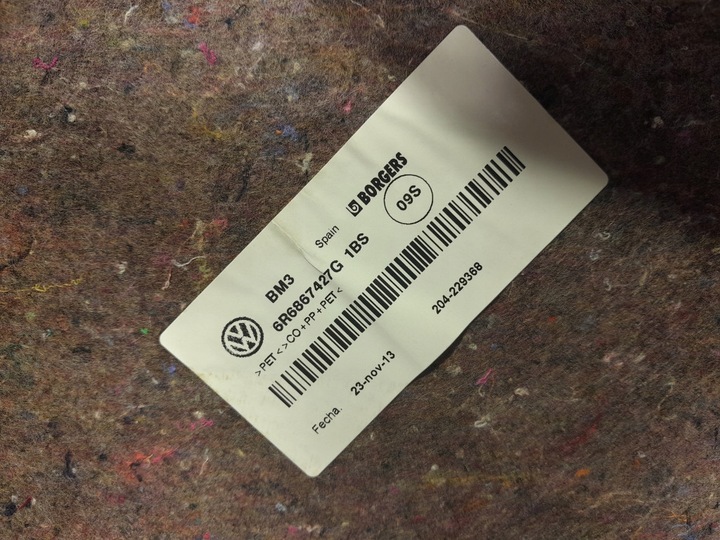 BM3
Spain
BORGERS
6R6867427G 1BS
09S
>PET< >CO+PP+PET<
Fecha. 23-nov-13
204-229368